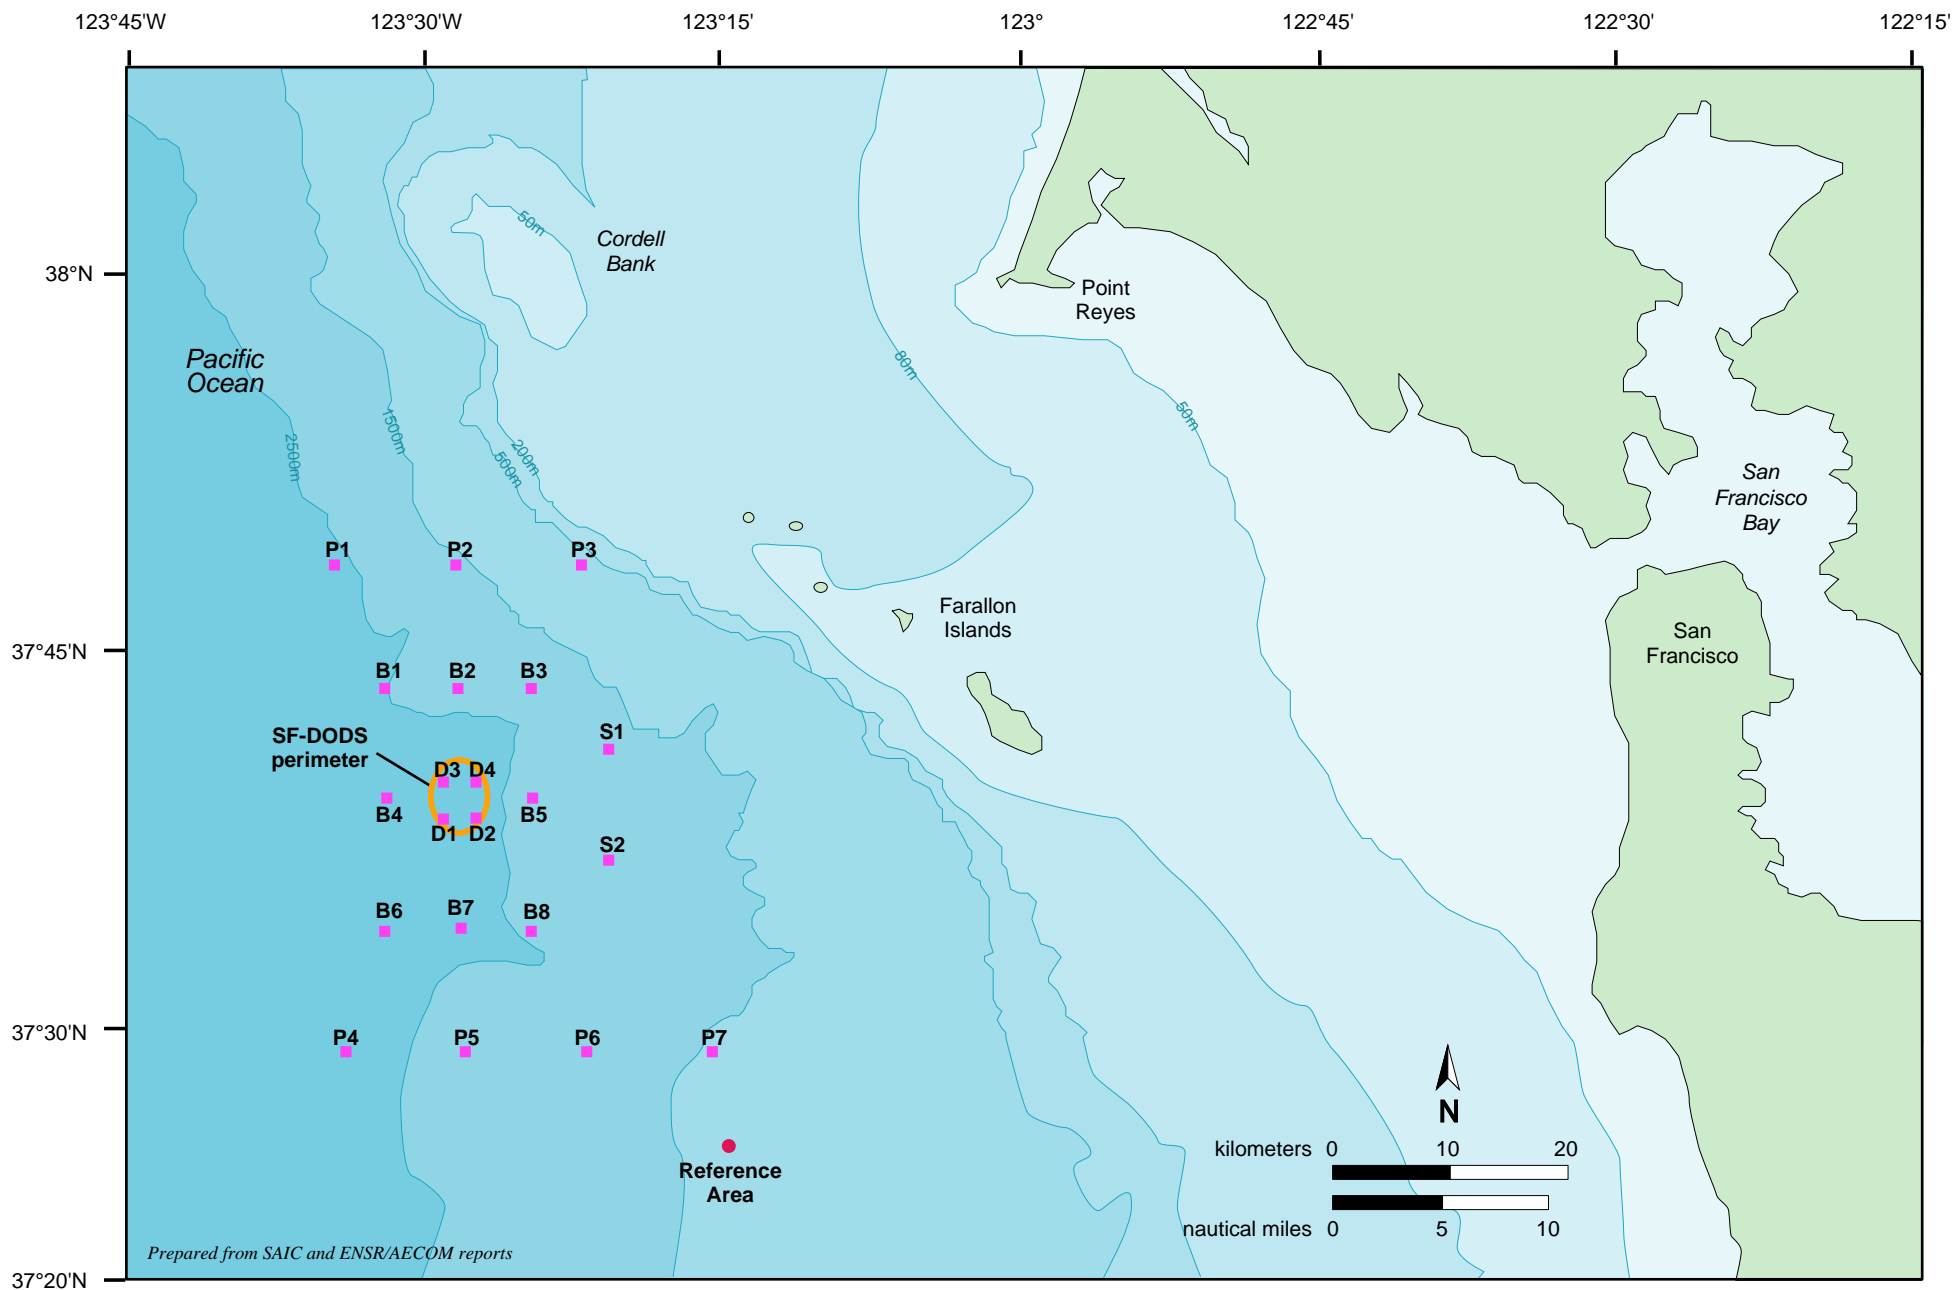 123°45'W 123°30'W 123°15' 123° 122°45' 122°30' 122°15'
50m
Cordell
Bank
38°N
Point
Reyes
Pacific
Ocean
80m
50m
1500m
2500m
200m
500m
San
Francisco
Bay
P1 P2 P3
Farallon
Islands
37°45'N
San
Francisco
B1 B2 B3
SF-DODS
perimeter
S1
D3 D4
B4 B5
D1 D2
S2
B6 B7 B8
37°30'N
P4 P5 P6 P7
N
kilometers 0 10 20
Reference
Area
nautical miles 0 5 10
Prepared from SAIC and ENSR/AECOM reports
37°20'N